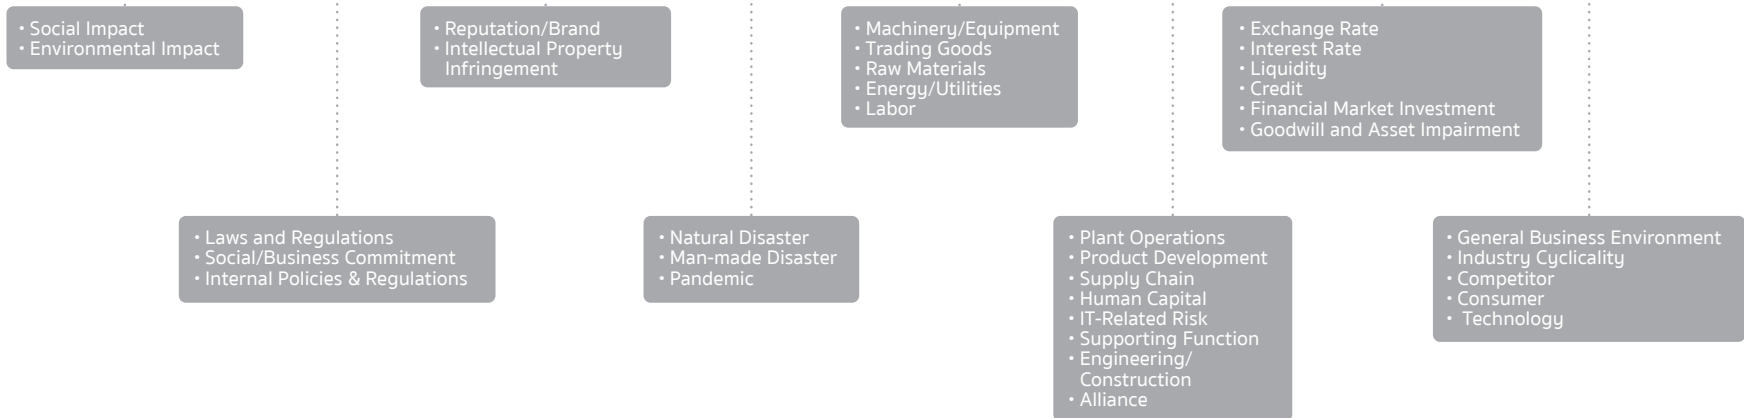 • Social Impact
• Environmental Impact
• Reputation/Brand
• Intellectual Property
Infringement
• Machinery/Equipment
• Trading Goods
• Raw Materials
• Energy/Utilities
• Labor
• Exchange Rate
• Interest Rate
• Liquidity
• Credit
• Financial Market Investment
• Goodwill and Asset Impairment
• Laws and Regulations
• Social/Business Commitment
• Internal Policies & Regulations
• Natural Disaster
• Man-made Disaster
• Pandemic
• Plant Operations
• Product Development
• Supply Chain
• Human Capital
• IT-Related Risk
• Supporting Function
• Engineering/
Construction
• Alliance
• General Business Environment
• Industry Cyclicality
• Competitor
• Consumer
• Technology